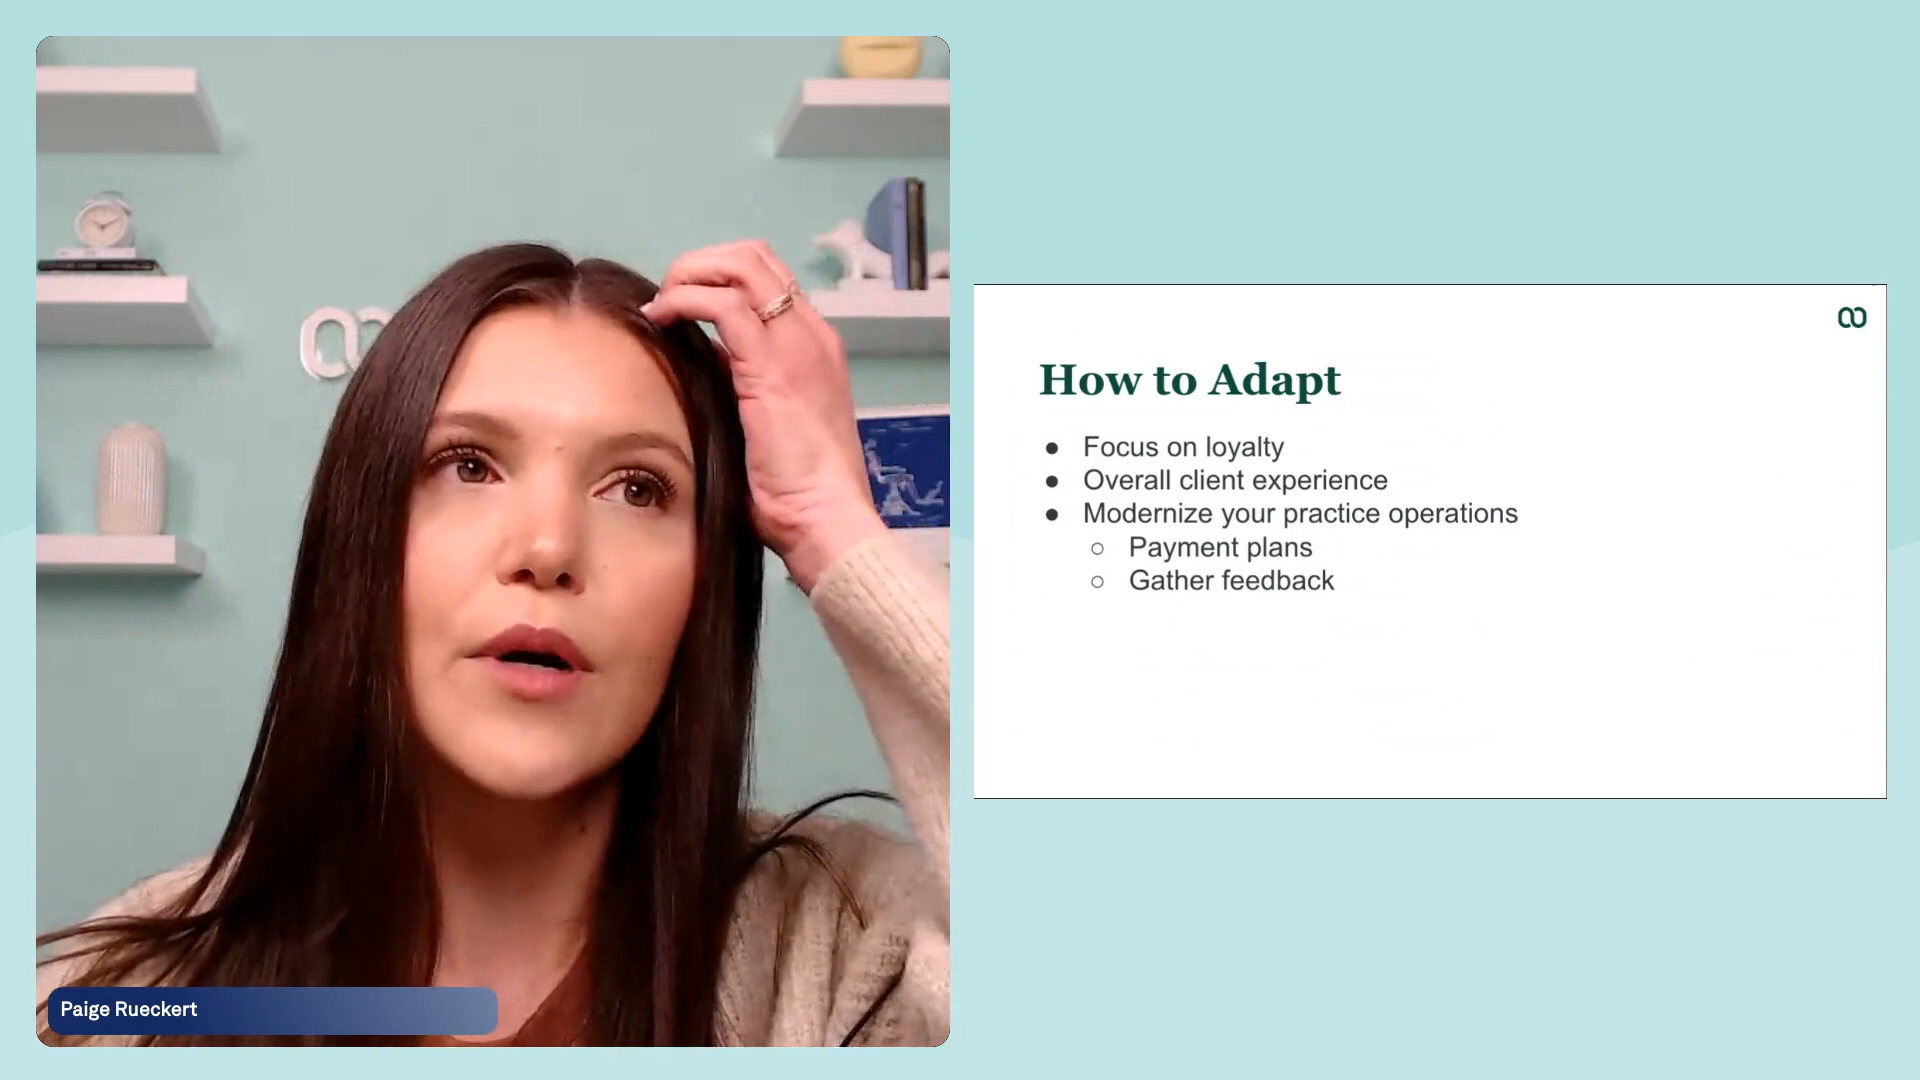 Paige Rueckert
How to Adapt
● Focus on loyalty
● Overall client experience
● Modernize your practice operations
○ Payment plans
○ Gather feedback